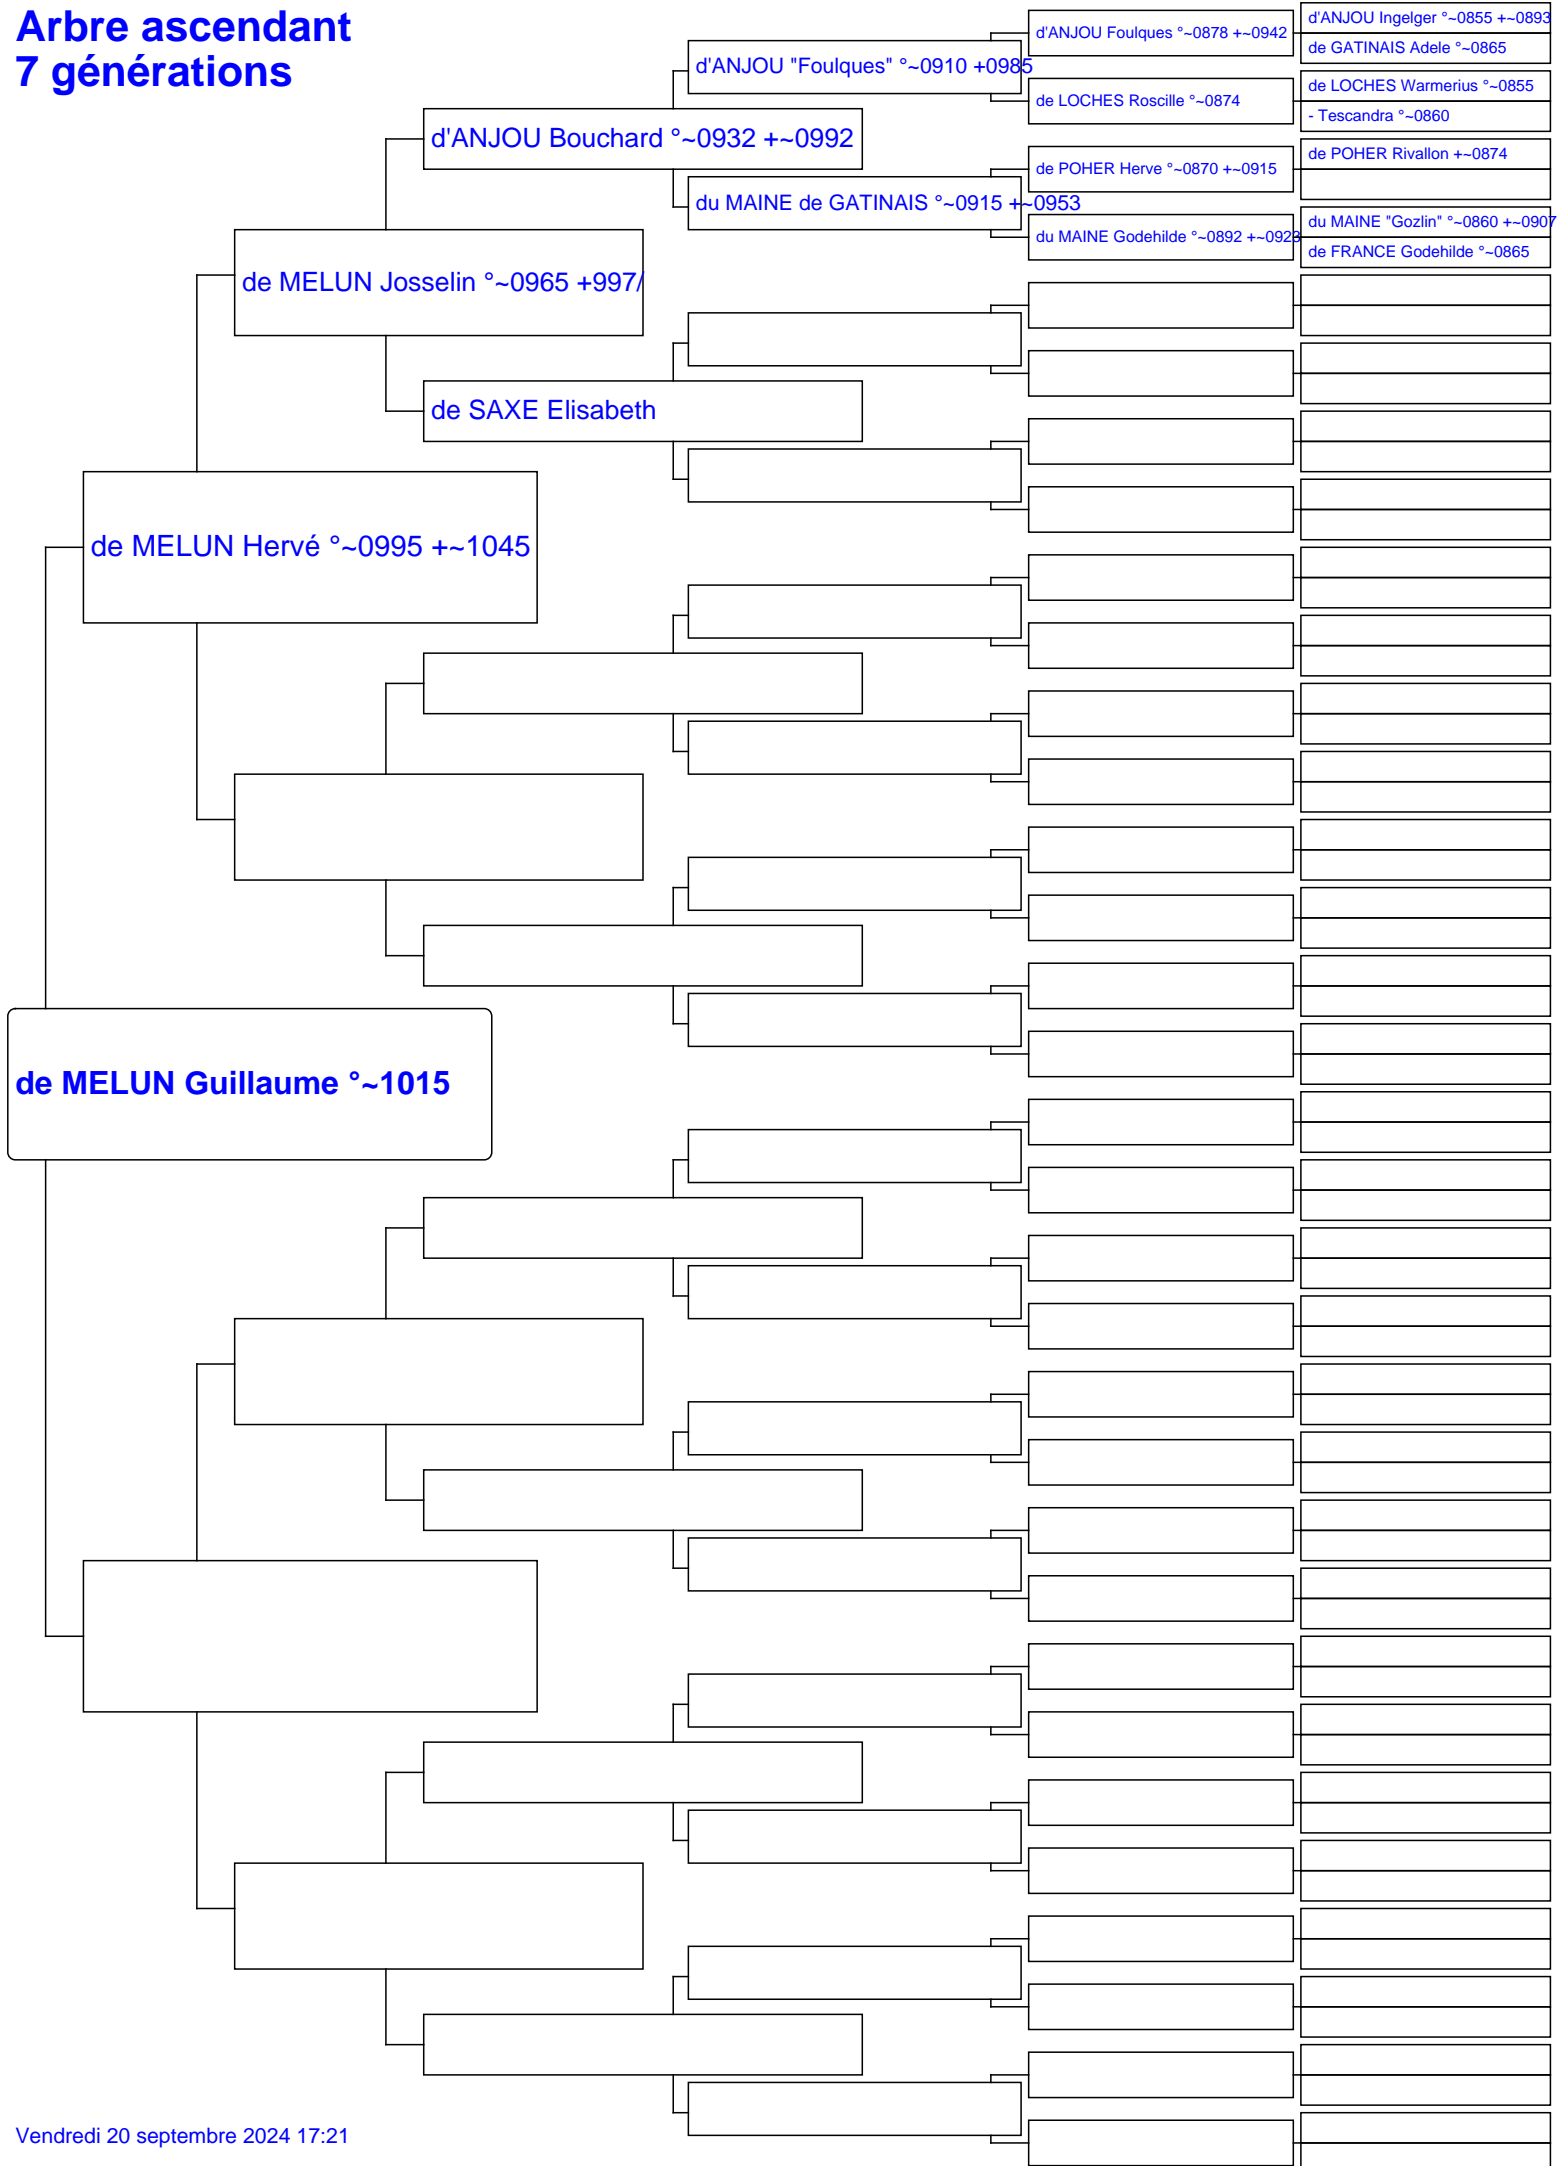 Arbre ascendant
7 générations
d'ANJOU Ingelger °~0855 +~0893
d'ANJOU Foulques °~0878 +~0942
de GATINAIS Adele °~0865
d'ANJOU "Foulques" °~0910 +0985
de LOCHES Warmerius °~0855
de LOCHES Roscille °~0874
- Tescandra °~0860
d'ANJOU Bouchard °~0932 +~0992
de POHER Rivallon +~0874
de POHER Herve °~0870 +~0915
du MAINE de GATINAIS °~0915 +~0953
du MAINE "Gozlin" °~0860 +~0907
du MAINE Godehilde °~0892 +~0923
de FRANCE Godehilde °~0865
de MELUN Josselin °~0965 +997/
de SAXE Elisabeth
de MELUN Hervé °~0995 +~1045
de MELUN Guillaume °~1015
Vendredi 20 septembre 2024 17:21